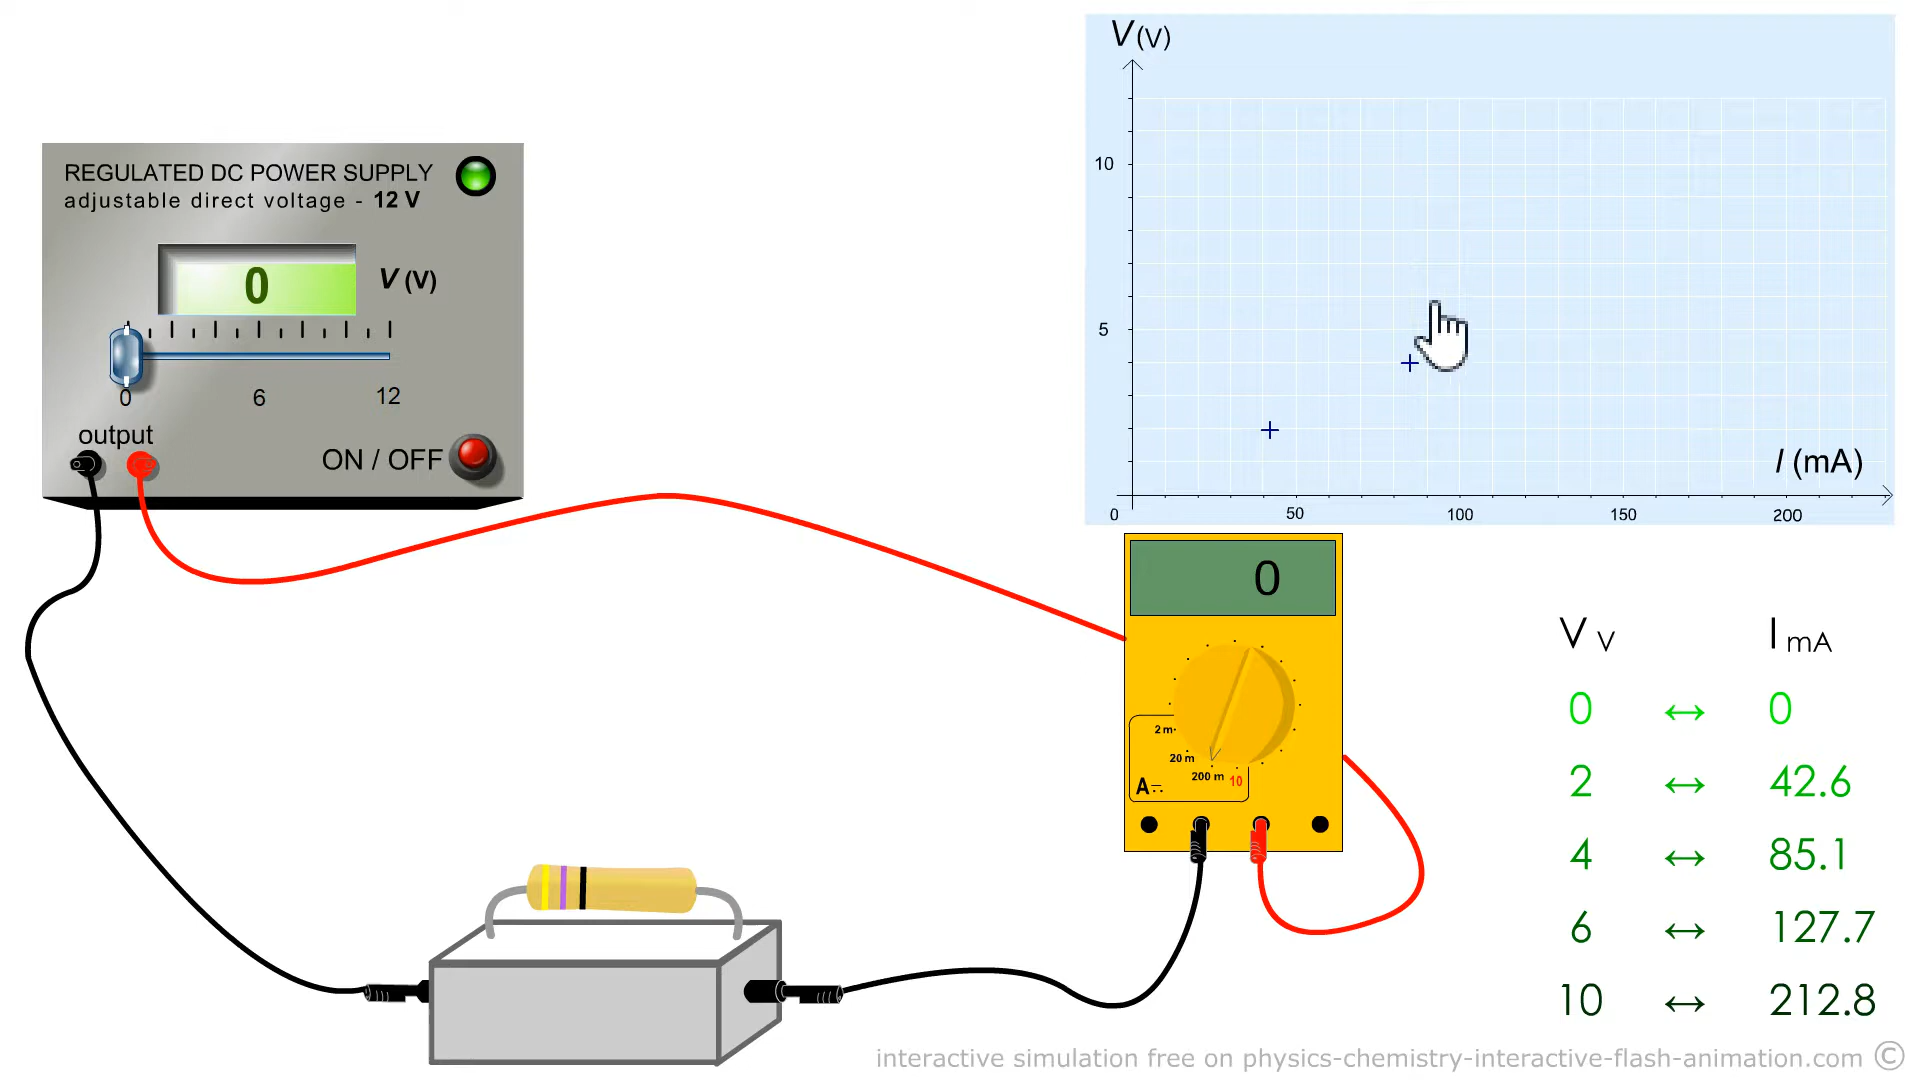 V (V)
10
5
I (mA)
0 50 100 150 200
REGULATED DC POWER SUPPLY
adjustable direct voltage - 12 V
0
V (V)
0 6 12
output
ON / OFF
0
2 m
20 m
200 m 10
A
V V I mA
0 ↔ 0
2 ↔ 42.6
4 ↔ 85.1
6 ↔ 127.7
10 ↔ 212.8
interactive simulation free on physics-chemistry-interactive-flash-animation.com ©